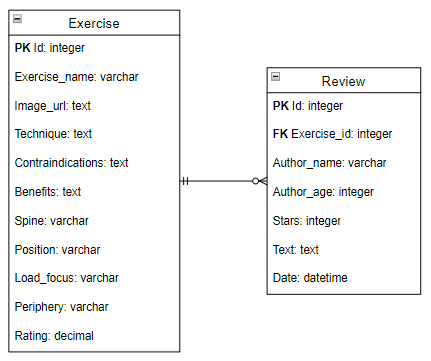 Exercise
PK Id: integer
Exercise_name: varchar
Image_url: text
Technique: text
Contraindications: text
Benefits: text
Spine: varchar
Position: varchar
Load_focus: varchar
Periphery: varchar
Rating: decimal
Review
PK Id: integer
FK Exercise_id: integer
Author_name: varchar
Author_age: integer
Stars: integer
Text: text
Date: datetime